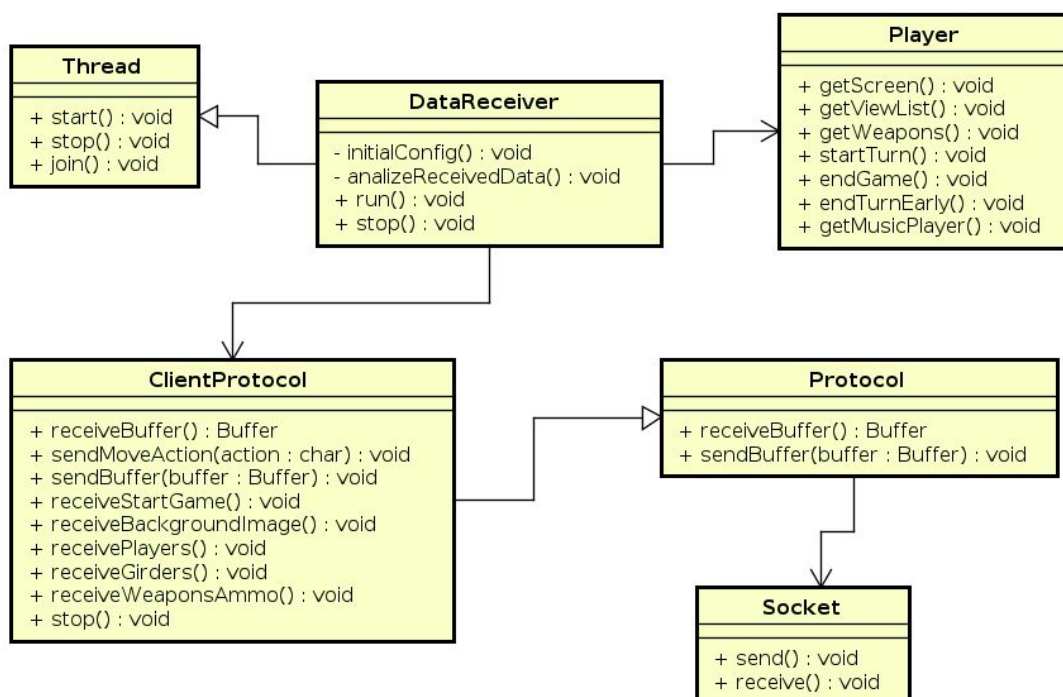 Thread
+ start() : void
+ stop() : void
+ join() : void
DataReceiver
- initialConfig() : void
- analizeReceivedData() : void
+ run() : void
+ stop() : void
Player
+ getScreen() : void
+ getViewList() : void
+ getWeapons() : void
+ startTurn() : void
+ endGame() : void
+ endTurnEarly() : void
+ getMusicPlayer() : void
ClientProtocol
+ receiveBuffer() : Buffer
+ sendMoveAction(action : char) : void
+ sendBuffer(buffer : Buffer) : void
+ receiveStartGame() : void
+ receiveBackgroundImage() : void
+ receivePlayers() : void
+ receiveGirders() : void
+ receiveWeaponsAmmo() : void
+ stop() : void
Protocol
+ receiveBuffer() : Buffer
+ sendBuffer(buffer : Buffer) : void
Socket
+ send() : void
+ receive() : void